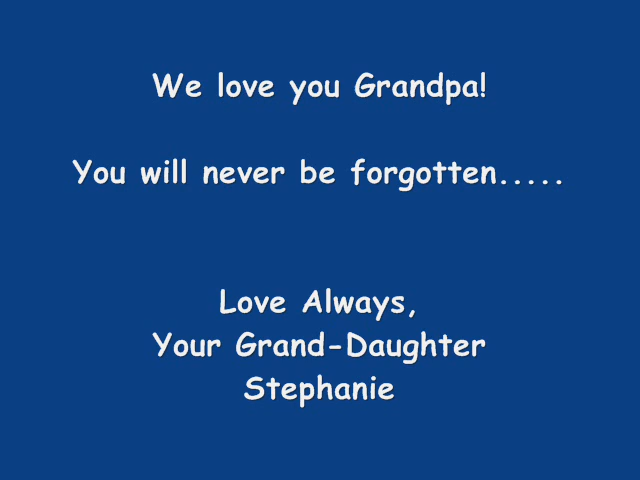 We love you Grandpa!
You will never be forgotten.....
Love Always,
Your Grand-Daughter
Stephanie